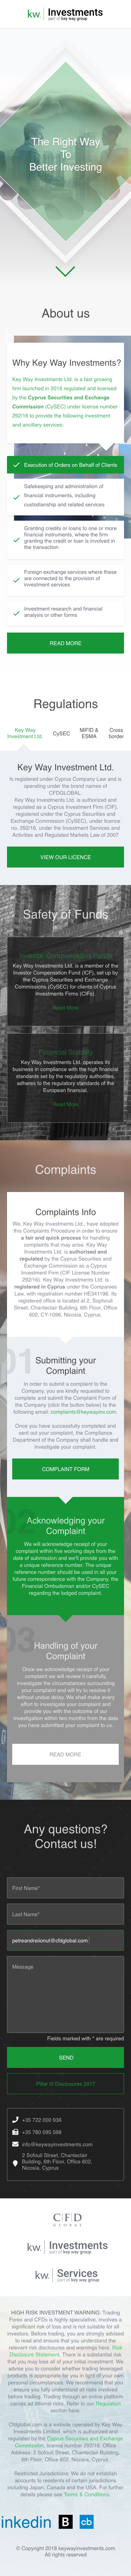 kw. Investments
part of key way group
The Right Way
To
Better Investing
About us
Why Key Way Investments?
Key Way Investments Ltd. is a fast growing
firm launched in 2016 regulated and licensed
by the Cyprus Securities and Exchange
Commission (CySEC) under license number
292/16 to provide the following investment
and ancillary services:
Execution of Orders on Behalf of Clients
Safekeeping and administration of
financial instruments, including
custodianship and related services
Granting credits or loans to one or more
financial instruments, where the firm
granting the credit or loan is involved in
the transaction
Foreign exchange services where these
are connected to the provision of
investment services
Investment research and financial
analysis or other forms
READ MORE
Regulations
Key Way
Investment Ltd.
CySEC
MIFID &
ESMA
Cross
border
Key Way Investment Ltd.
Is registered under Cyprus Company Law and is
operating under the brand names of
CFDGLOBAL.
Key Way Investments Ltd. is authorized and
regulated as a Cyprus Investment Firm (CIF),
registered under the Cyprus Securities and
Exchange Commission (CySEC), under licence
no. 292/16, under the Investment Services and
Activities and Regulated Markets Law of 2007
VIEW OUR LICENCE
Safety of Funds
Investor Compensation Funds
Key Way Investments Ltd. is a member of the
Investor Compensation Fund (ICF), set up by
the Cyprus Securities and Exchange
Commissions (CySEC) for clients of Cyprus
Investments Firms (CIFs).
Read More
Financial Stability
Key Way Investments Ltd. operates its
business in compliance with the high financial
standards set by the regulatory authorities,
adheres to the regulatory standards of the
European financial.
Read More
Complaints
Complaints Info
We, Key Way Investments Ltd., have adopted
this Complaints Procedure in order to ensure
a fair and quick process for handling
complaints that may arise. Key Way
Investments Ltd. is authorised and
regulated by the Cyprus Securities and
Exchange Commission as a Cyprus
Investment Firm (CIF License Number
292/16). Key Way Investments Ltd. is
registered in Cyprus under the Companies
Law, with registration number HE341198. Its
registered office is located at 2, Sophouli
Street, Chanteclair Building, 8th Floor, Office
602, CY-1096, Nicosia, Cyprus.
01
Submitting your
Complaint
In order to submit a complaint to the
Company, you are kindly requested to
complete and submit the Complaint Form of
the Company (click the button below) to the
following email: complaints@keywayinv.com.
Once you have successfully completed and
sent out your complaint, the Compliance
Department of the Company shall handle and
investigate your complaint.
COMPLAINT FORM
02
Acknowledging your
Complaint
We will acknowledge receipt of your
complaint within five working days from the
date of submission and we'll provide you with
a unique reference number. The unique
reference number should be used in all your
future correspondence with the Company, the
Financial Ombudsman and/or CySEC
regarding the lodged complaint.
03
Handling of your
Complaint
Once we acknowledge receipt of your
complaint we will review it carefully,
investigate the circumstances surrounding
your complaint and will try to resolve it
without undue delay. We shall make every
effort to investigate your complaint and
provide you with the outcome of our
investigation within two months from the date
you have submitted your complaint to us.
READ MORE
Any questions?
Contact us!
First Name*
Last Name*
petreandreiionut@cfdglobal.com
Message
Fields marked with * are required
SEND
Pillar III Disclosures 2017
+35 722 000 936
+35 780 095 588
info@keywayinvestments.com
2 Sofouli Street, Chanteclair
Building, 8th Floor, Office 602,
Nicosia, Cyprus
CFD
GLOBAL
kw. Investments
part of key way group
kw. Services
part of key way group
HIGH RISK INVESTMENT WARNING: Trading
Forex and CFDs is highly speculative, involves a
significant risk of loss and is not suitable for all
investors. Before trading, you are strongly advised
to read and ensure that you understand the
relevant risk disclosures and warnings here. Risk
Disclosure Statement. There is a substantial risk
that you may lose all of your initial investment. We
advise you to consider whether trading leveraged
products is appropriate for you in light of your own
personal circumstances. We recommend that you
ensure you fully understand all risks involved
before trading. Trading through an online platform
carries additional risks. Refer to our Regulation
section here.
Cfdglobal.com is a website operated by Key Way
Investments Limited, which is authorised and
regulated by the Cyprus Securities and Exchange
Commission, license number 292/16. Office
Address: 2 Sofouli Street, Chanteclair Building,
8th Floor, Office 602, Nicosia, Cyprus
Restricted Jurisdictions: We do not establish
accounts to residents of certain jurisdictions
including Japan, Canada and the USA. For further
details please see Terms & Conditions.
inkedin
B
cb
© Copyright 2018 keywayinvestments.com
All rights reserved